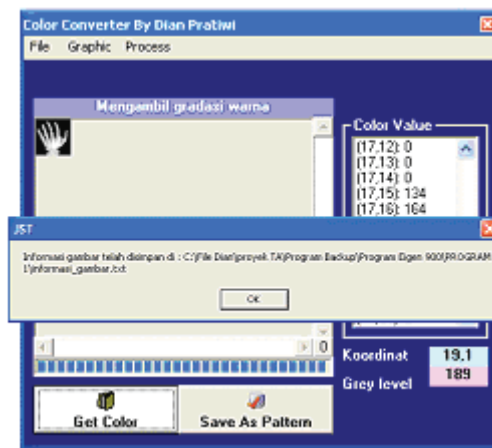 Color Converter By Dian Pratiwi
File Graphic Process
Mengambil gradasi warna
Color Value
(17,12): 0
(17,13): 0
(17,14): 0
(17,15): 134
(17,16): 164
JST
Informasi gambar telah disimpan di : C:\File Dian\proyek TA\Program Backup\Program Eigen 900\PROGRAM
1\informasi_gambar.txt
OK
0
Koordinat 19,1
Grey level 189
Get Color
Save As Pattern